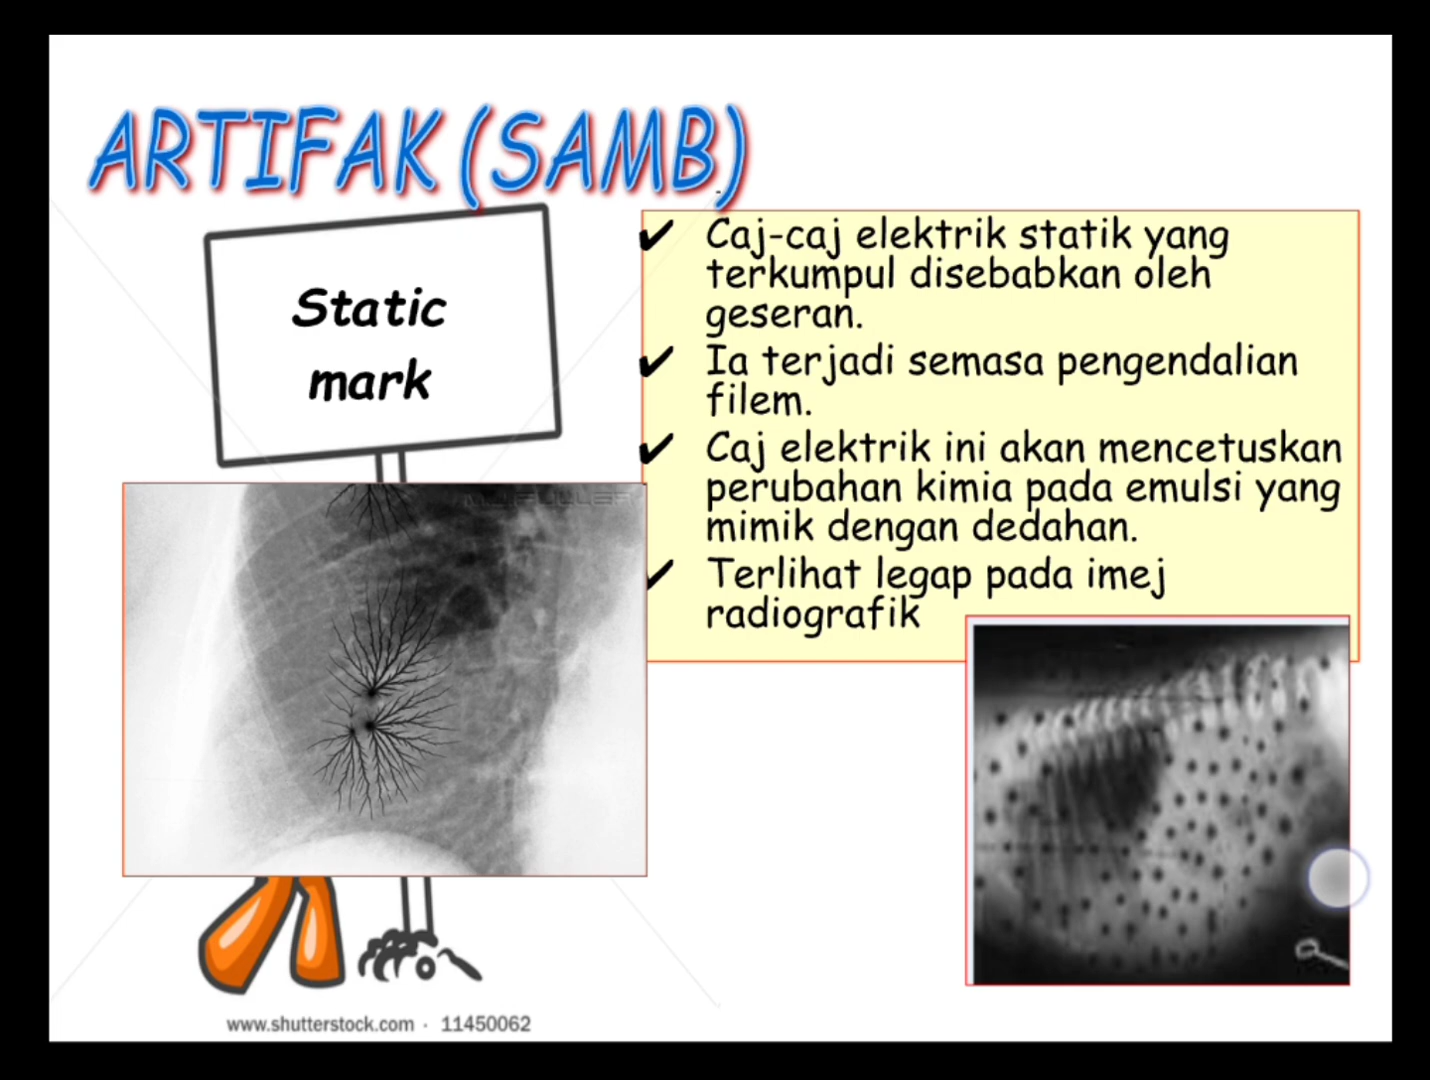 ARTIFAK (SAMB)
Static
mark
Caj-caj elektrik statik yang
terkumpul disebabkan oleh
geseran.
Ia terjadi semasa pengendalian
filem.
Caj elektrik ini akan mencetuskan
perubahan kimia pada emulsi yang
mimik dengan dedahan.
Terlihat legap pada imej
radiografik
www.shutterstock.com · 11450062